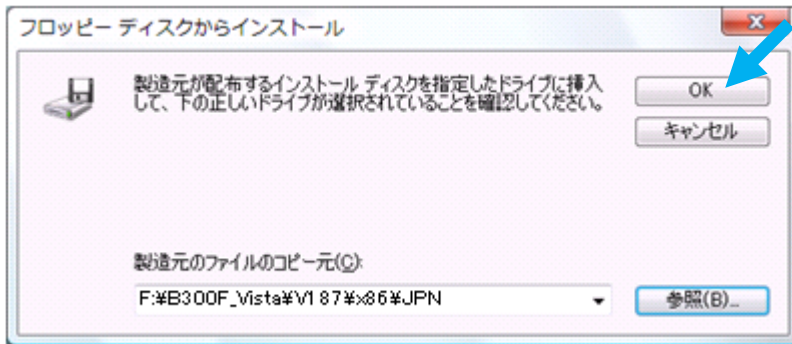 フロッピー ディスクからインストール
製造元が配布するインストール ディスクを指定したドライブに挿入
して、下の正しいドライブが選択されていることを確認してください。
OK
キャンセル
製造元のファイルのコピー元(C):
F:¥B300F_Vista¥V187¥x86¥JPN
参照(B)...